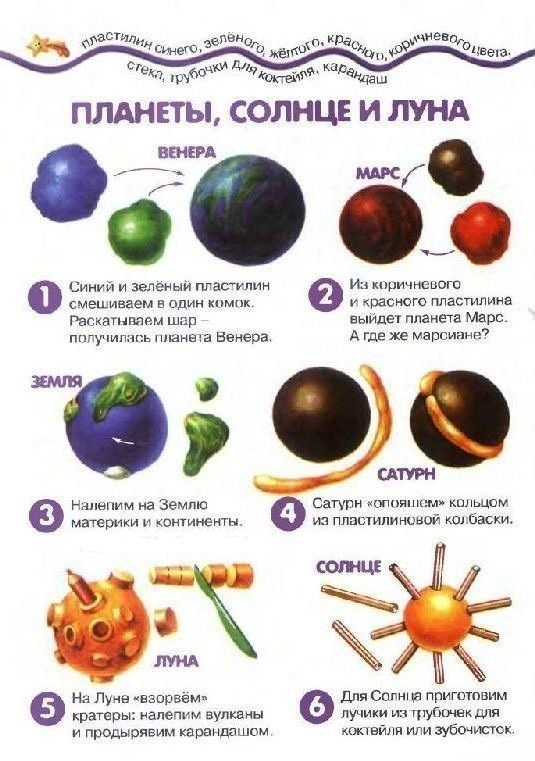 пластилин синего, зелёного, жёлтого, красного, коричневого цвета.
стека, трубочки для коктейля, карандаш
ПЛАНЕТЫ, СОЛНЦЕ И ЛУНА
ВЕНЕРА
МАРС
1 Синий и зелёный пластилин
смешиваем в один комок.
Раскатываем шар –
получилась планета Венера.
2 Из коричневого
и красного пластилина
выйдет планета Марс.
А где же марсиане?
ЗЕМЛЯ
САТУРН
3 Налепим на Землю
материки и континенты.
4 Сатурн «опояшем» кольцом
из пластилиновой колбаски.
СОЛНЦЕ
ЛУНА
5 На Луне «взорвём»
кратеры: налепим вулканы
и продырявим карандашом.
6 Для Солнца приготовим
лучики из трубочек для
коктейля или зубочисток.